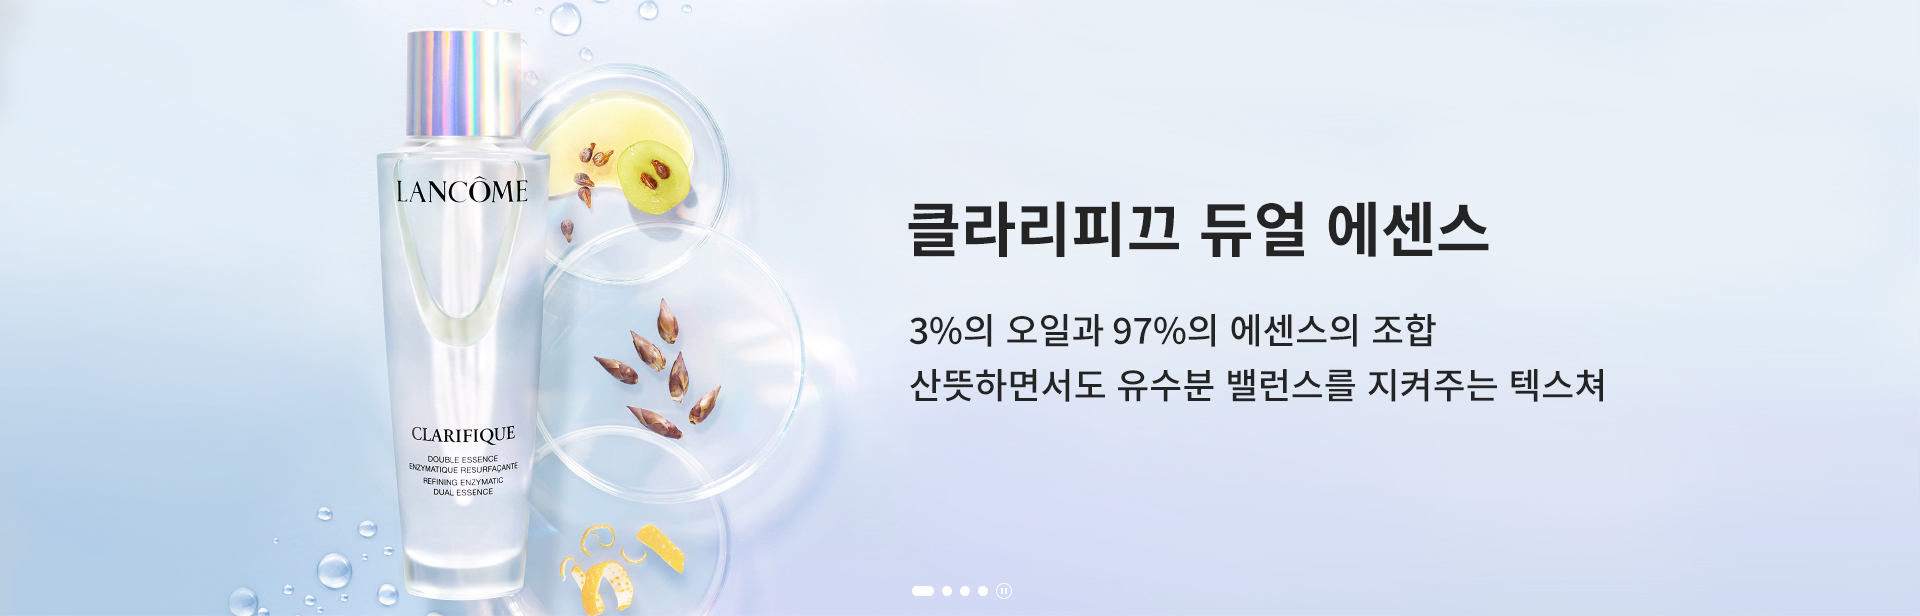 LANCÔME
CLARIFIQUE
DOUBLE ESSENCE
ENZYMATIQUE RESURFAÇANTE
REFINING ENZYMATIC
DUAL ESSENCE
클라리피끄 듀얼 에센스
3%의 오일과 97%의 에센스의 조합
산뜻하면서도 유수분 밸런스를 지켜주는 텍스쳐